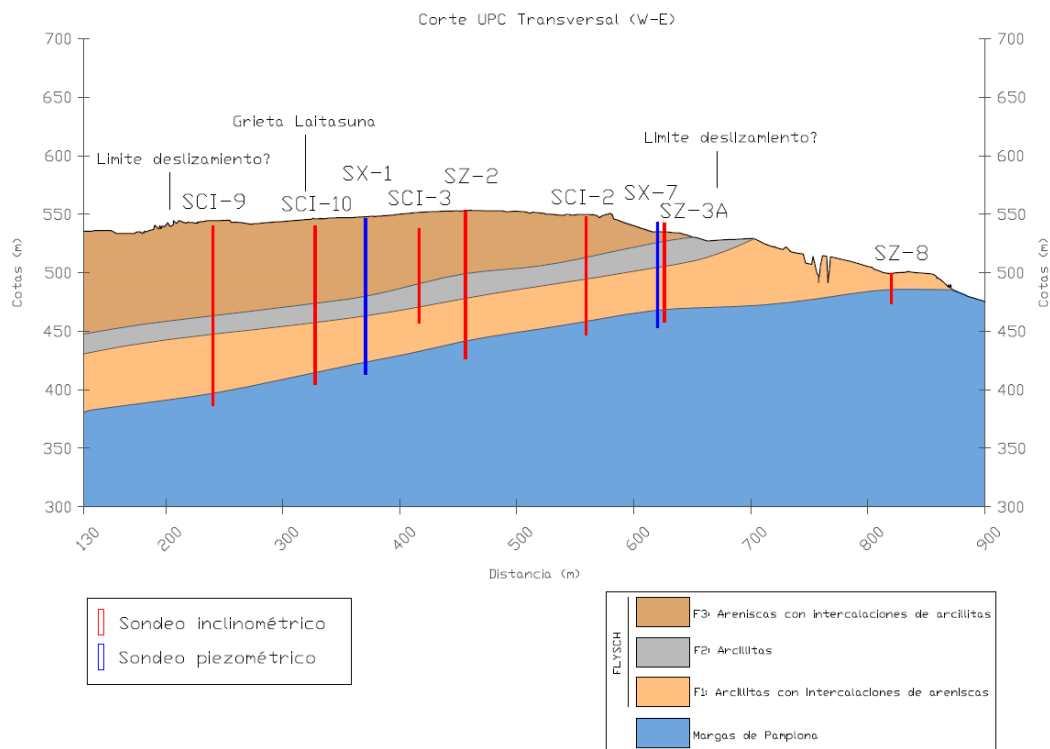 Corte UPC Transversal (W-E)
700
700
650
650
Grieta Laitasuna
600
600
Limite deslizamiento?
Limite deslizamiento?
SX-1
SZ-2
SX-7
SCI-9
SCI-10
SCI-3
SCI-2
SZ-3A
550
550
SZ-8
500
500
Cotas (m)
Cotas (m)
450
450
400
400
350
350
300
300
130
200
300
400
500
600
700
800
900
Distancia (m)
Sondeo inclinométrico
Sondeo piezométrico
FLYSCH
F3: Areniscas con intercalaciones de arcillitas
F2: Arcillitas
F1: Arcillitas con intercalaciones de areniscas
Margas de Pamplona